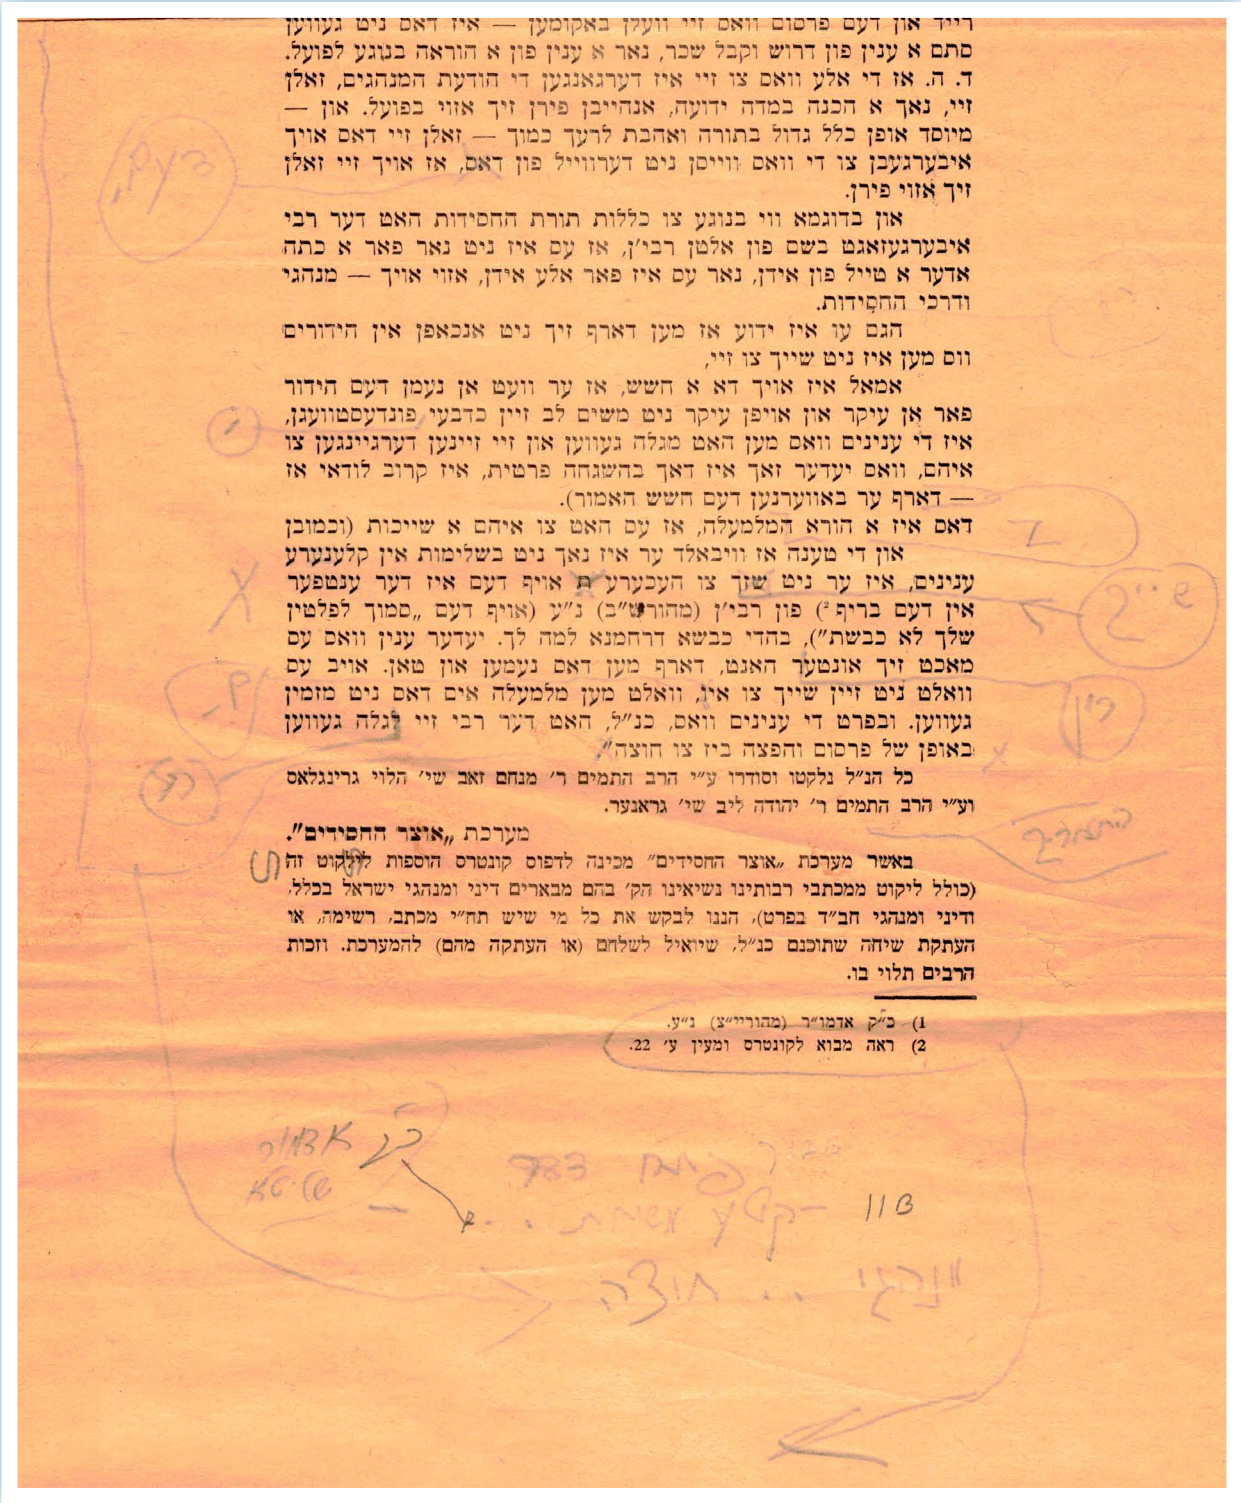 רייד און דעם פרסום וואס זיי וועלן באקומען — איז דאס ניט געווען
סתם א ענין פון דרוש וקבל שכר, נאר א ענין פון א הוראה בנוגע לפועל.
ד. ה. אז די אלע וואס צו זיי איז דערגאנגען די הודעת המנהגים, זאלן
זיי, נאך א הכנה במדה ידועה, אנהייבן פירן זיך אזוי בפועל. און —
מיוסד אופן כלל גדול בתורה ואהבת לרעך כמוך — זאלן זיי דאס אויך
איבערגעבן צו די וואס ווייסן ניט דערווייל פון דאס, אז אויך זיי זאלן
זיך אזוי פירן.
דעם,
און בדוגמא ווי בנוגע צו כללות תורת החסידות האט דער רבי
איבערגעזאגט בשם פון אלטן רבי'ן, אז עס איז ניט נאר פאר א כתה
אדער א טייל פון אידן, נאר עס איז פאר אלע אידן, אזוי אויך — מנהגי
ודרכי החסידות.
הגם עו איז ידוע אז מען דארף זיך ניט אנכאפן אין הידורים
ווס מען איז ניט שייך צו זיי,
אמאל איז אויך דא א חשש, אז ער וועט אן נעמן דעם הידור
פאר אן עיקר און אויפן עיקר ניט משים לב זיין כדבעי פונדעסטוועגן,
איז די ענינים וואס מען האט מגלה געווען און זיי זיינען דערגיינגען צו
איהם, וואס יעדער זאך איז דאך בהשגחה פרטית, איז קרוב לודאי אז
— דארף ער באווערנען דעם חשש האמור).
דאס איז א הורא המלמעלה, אז עס האט צו איהם א שייכות (וכמובן
און די טענה אז וויבאלד ער איז נאך ניט בשלימות אין קלענערע
ענינים, איז ער ניט שזך צו העכערע ת אויף דעם איז דער ענטפער
שייך
אין דעם בריף ²) פון רבי'ן (מהורש"ב) נ"ע (אויף דעם „סמוך לפלטין
שלך לא כבשת"), בהדי כבשא דרחמנא למה לך. יעדער ענין וואס עס
מאכט זיך אונטער האנט, דארף מען דאס נעמען און טאן. אויב עס
וואלט ניט זיין שייך צו אין, וואלט מען מלמעלה אים דאס ניט מזמין
געווען. ובפרט די ענינים וואס, כנ"ל, האט דער רבי זיי לגלה געווען
באופן של פרסום והפצה ביז צו חוצה".
כל הנ"ל נלקטו וסודרו ע"י הרב התמים ר' מנחם זאב שי' הלוי גרינגלאס
וע"י הרב התמים ר' יהודה ליב שי' גראנער.
מערכת „אוצר החסידים".
באשר מערכת „אוצר החסידים" מכינה לדפוס קונטרס הוספות לילקוט זה
(כולל ליקוט ממכתבי רבותינו נשיאינו הק' בהם מבארים דיני ומנהגי ישראל בכלל,
ודיני ומנהגי חב"ד בפרט), הננו לבקש את כל מי שיש תח"י מכתב, רשימה, או
העתקת שיחה שתוכנם כנ"ל, שיואיל לשלחם (או העתקה מהם) להמערכת. וזכות
הרבים תלוי בו.
1) כ"ק אדמו"ר (מהוריי"צ) נ"ע.
2) ראה מבוא לקונטרס ומעין ע' 22.
כ"ק אדמור
שליטא
מנהגי .. חוצה